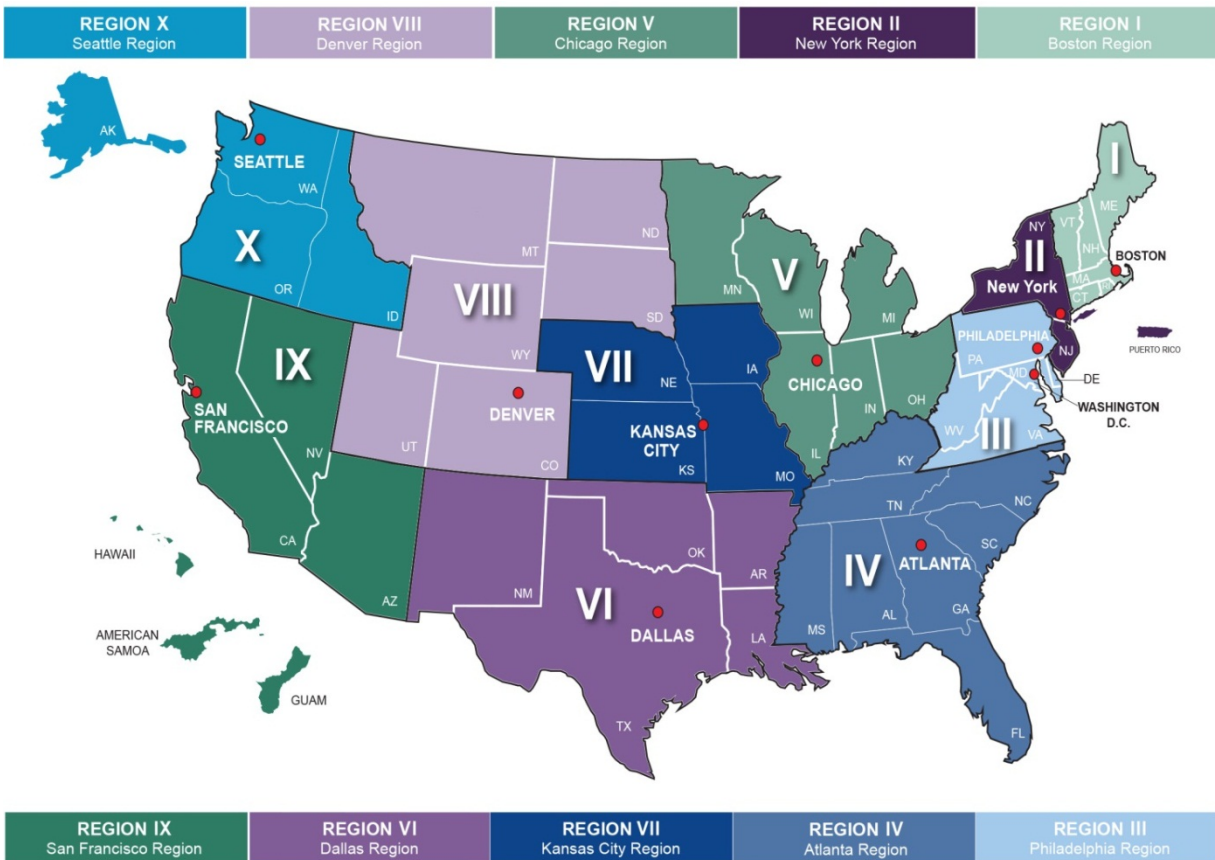 REGION X
Seattle Region
REGION VIII
Denver Region
REGION V
Chicago Region
REGION II
New York Region
REGION I
Boston Region
AK
SEATTLE
WA
X
OR
ID
MT
ND
VIII
SD
WY
UT
DENVER
CO
MN
V
WI
MI
CHICAGO
IL
IN
OH
I
ME
VT
NH
MA
CT
RI
BOSTON
NY
II
New York
NJ
PUERTO RICO
PHILADELPHIA
PA
MD
DE
WASHINGTON
D.C.
WV
III
VA
IX
SAN
FRANCISCO
NV
CA
AZ
HAWAII
AMERICAN
SAMOA
GUAM
VII
NE
IA
KANSAS
CITY
KS
MO
NM
OK
AR
VI
DALLAS
LA
TX
KY
TN
NC
SC
IV
ATLANTA
MS
AL
GA
FL
REGION IX
San Francisco Region
REGION VI
Dallas Region
REGION VII
Kansas City Region
REGION IV
Atlanta Region
REGION III
Philadelphia Region